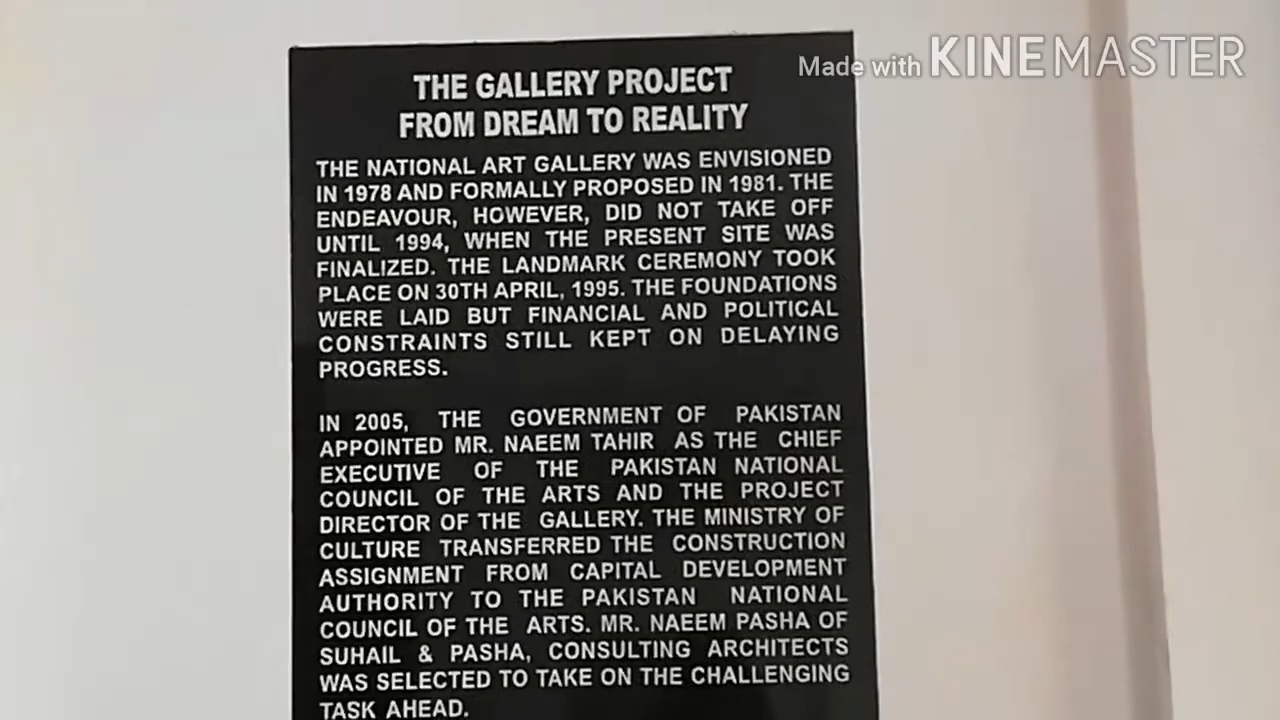 Made with KINEMASTER
THE GALLERY PROJECT
FROM DREAM TO REALITY
THE NATIONAL ART GALLERY WAS ENVISIONED
IN 1978 AND FORMALLY PROPOSED IN 1981. THE
ENDEAVOUR, HOWEVER, DID NOT TAKE OFF
UNTIL 1994, WHEN THE PRESENT SITE WAS
FINALIZED. THE LANDMARK CEREMONY TOOK
PLACE ON 30TH APRIL, 1995. THE FOUNDATIONS
WERE LAID BUT FINANCIAL AND POLITICAL
CONSTRAINTS STILL KEPT ON DELAYING
PROGRESS.
IN 2005, THE GOVERNMENT OF PAKISTAN
APPOINTED MR. NAEEM TAHIR AS THE CHIEF
EXECUTIVE OF THE PAKISTAN NATIONAL
COUNCIL OF THE ARTS AND THE PROJECT
DIRECTOR OF THE GALLERY. THE MINISTRY OF
CULTURE TRANSFERRED THE CONSTRUCTION
ASSIGNMENT FROM CAPITAL DEVELOPMENT
AUTHORITY TO THE PAKISTAN NATIONAL
COUNCIL OF THE ARTS. MR. NAEEM PASHA OF
SUHAIL & PASHA, CONSULTING ARCHITECTS
WAS SELECTED TO TAKE ON THE CHALLENGING
TASK AHEAD.